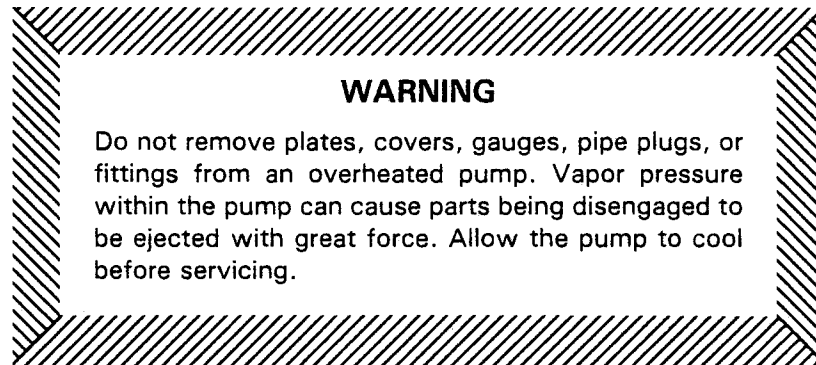 WARNING
Do not remove plates, covers, gauges, pipe plugs, or
fittings from an overheated pump. Vapor pressure
within the pump can cause parts being disengaged to
be ejected with great force. Allow the pump to cool
before servicing.